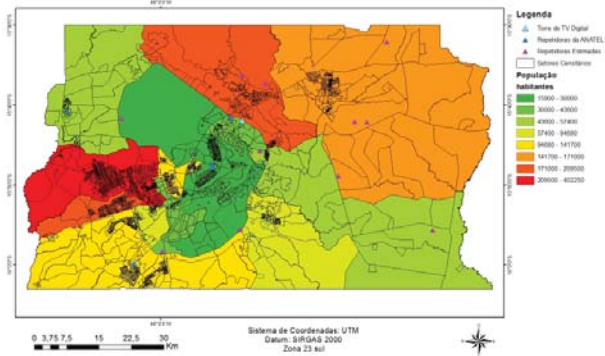 Legenda
Torre de TV Digital
Repetidoras da ANATEL
Repetidoras Estimadas
Setores Censitários
População
habitantes
30000 - 43600
43600 - 57400
57400 - 94680
94680 - 141700
141700 - 171000
171000 - 209500
209500 - 402250
0 3,75 7,5 15 22,5 30
Km
Sistema de Coordenadas: UTM
Datum: SIRGAS 2000
Zona 23 sul